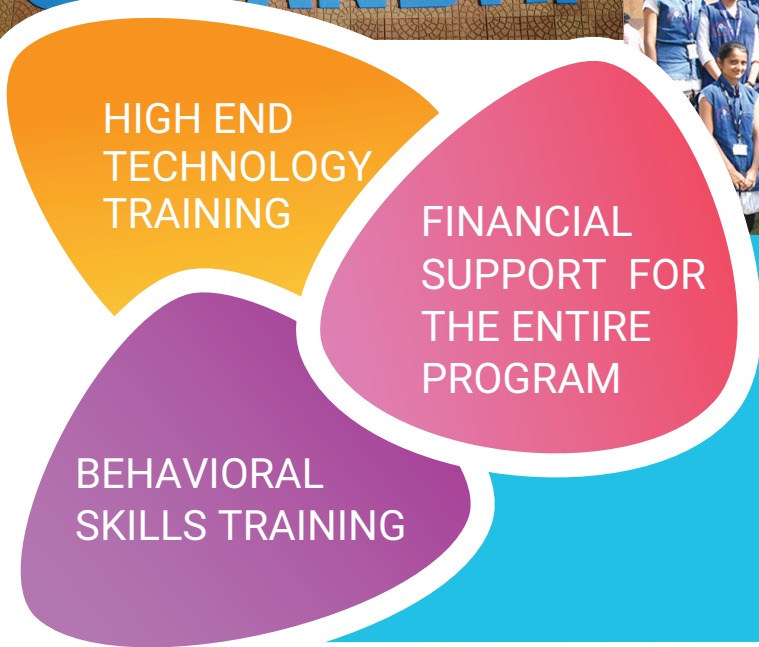 HIGH END
TECHNOLOGY
TRAINING
FINANCIAL
SUPPORT FOR
THE ENTIRE
PROGRAM
BEHAVIORAL
SKILLS TRAINING